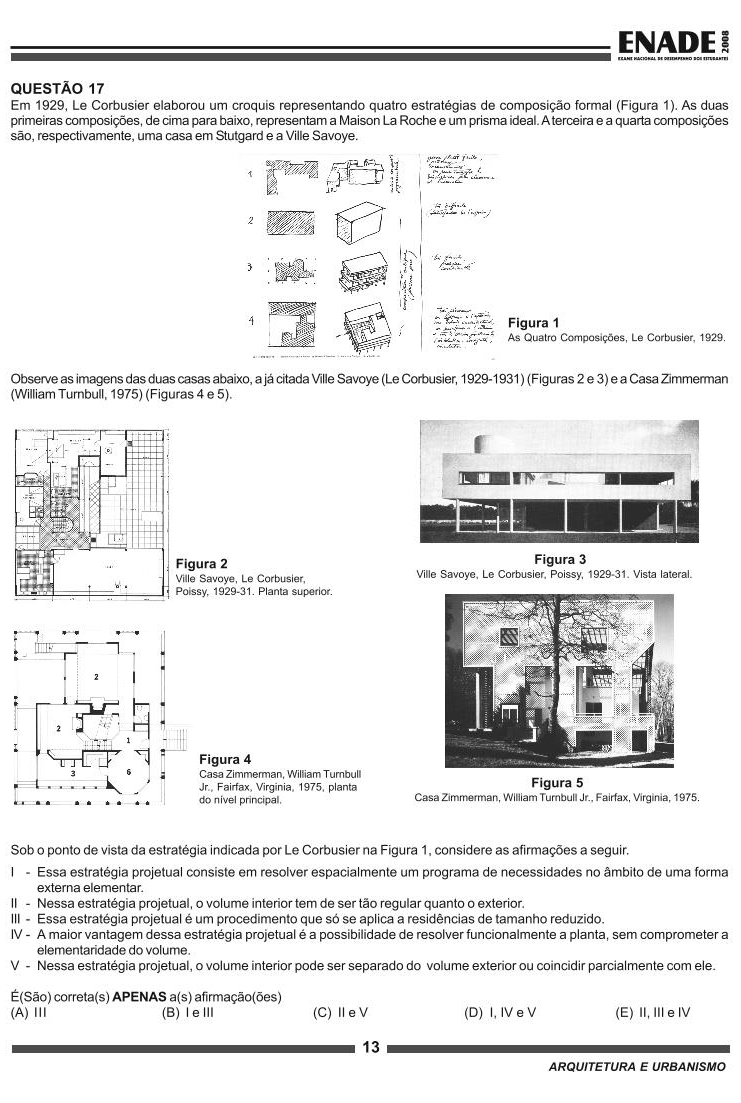 ENADE
2008
EXAME NACIONAL DE DESEMPENHO DOS ESTUDANTES
QUESTÃO 17
Em 1929, Le Corbusier elaborou um croquis representando quatro estratégias de composição formal (Figura 1). As duas
primeiras composições, de cima para baixo, representam a Maison La Roche e um prisma ideal. A terceira e a quarta composições
são, respectivamente, uma casa em Stutgard e a Ville Savoye.
1
2
3
4
Figura 1
As Quatro Composições, Le Corbusier, 1929.
Observe as imagens das duas casas abaixo, a já citada Ville Savoye (Le Corbusier, 1929-1931) (Figuras 2 e 3) e a Casa Zimmerman
(William Turnbull, 1975) (Figuras 4 e 5).
Figura 2
Ville Savoye, Le Corbusier,
Poissy, 1929-31. Planta superior.
Figura 3
Ville Savoye, Le Corbusier, Poissy, 1929-31. Vista lateral.
2
2
1
3
6
Figura 4
Casa Zimmerman, William Turnbull
Jr., Fairfax, Virginia, 1975, planta
do nível principal.
Figura 5
Casa Zimmerman, William Turnbull Jr., Fairfax, Virginia, 1975.
Sob o ponto de vista da estratégia indicada por Le Corbusier na Figura 1, considere as afirmações a seguir.
I - Essa estratégia projetual consiste em resolver espacialmente um programa de necessidades no âmbito de uma forma
externa elementar.
II - Nessa estratégia projetual, o volume interior tem de ser tão regular quanto o exterior.
III - Essa estratégia projetual é um procedimento que só se aplica a residências de tamanho reduzido.
IV - A maior vantagem dessa estratégia projetual é a possibilidade de resolver funcionalmente a planta, sem comprometer a
elementaridade do volume.
V - Nessa estratégia projetual, o volume interior pode ser separado do volume exterior ou coincidir parcialmente com ele.
É(São) correta(s) APENAS a(s) afirmação(ões)
(A) III (B) I e III (C) II e V (D) I, IV e V (E) II, III e IV
13
ARQUITETURA E URBANISMO